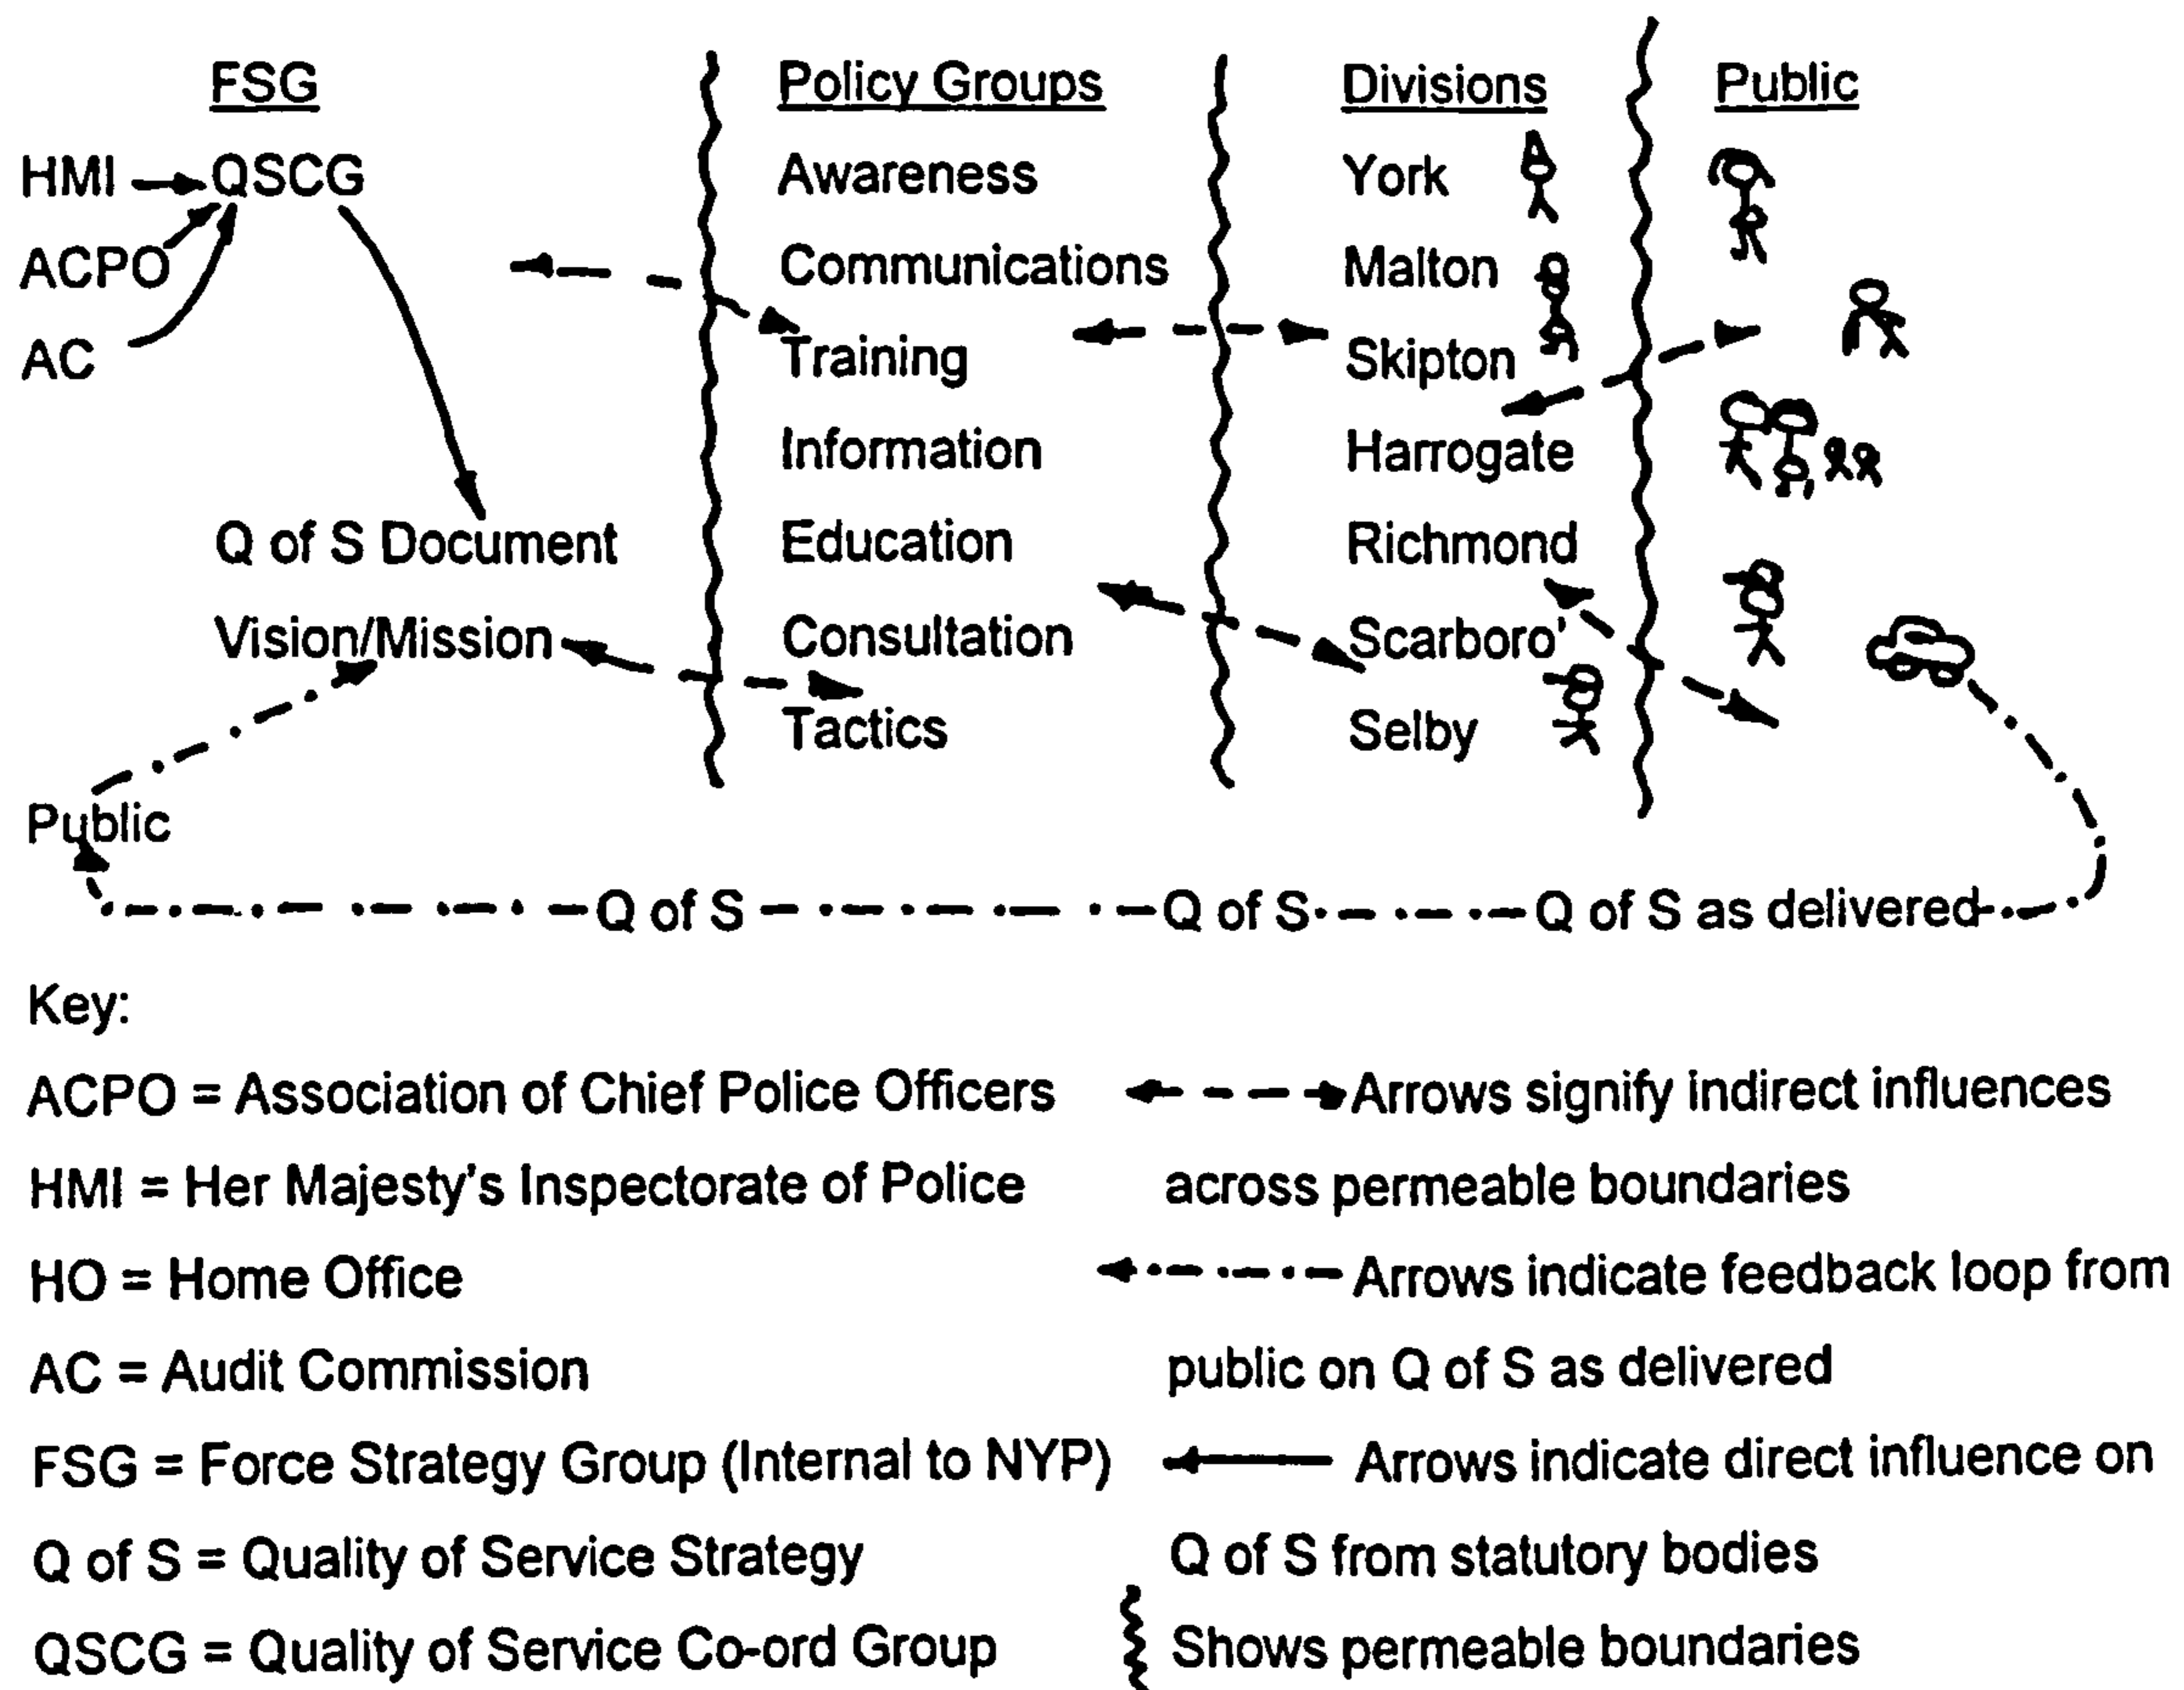 FSG Policy Groups Divisions Public
HMI QSCG Awareness York
ACPO Communications Malton
AC Training Skipton
Information Harrogate
Q of S Document Education Richmond
Vision/Mission Consultation Scarboro'
Tactics Selby
Public
Q of S Q of S Q of S as delivered
Key:
ACPO = Association of Chief Police Officers Arrows signify indirect influences
HMI = Her Majesty's Inspectorate of Police across permeable boundaries
HO = Home Office Arrows indicate feedback loop from
AC = Audit Commission public on Q of S as delivered
FSG = Force Strategy Group (Internal to NYP) Arrows indicate direct influence on
Q of S = Quality of Service Strategy Q of S from statutory bodies
QSCG = Quality of Service Co-ord Group Shows permeable boundaries